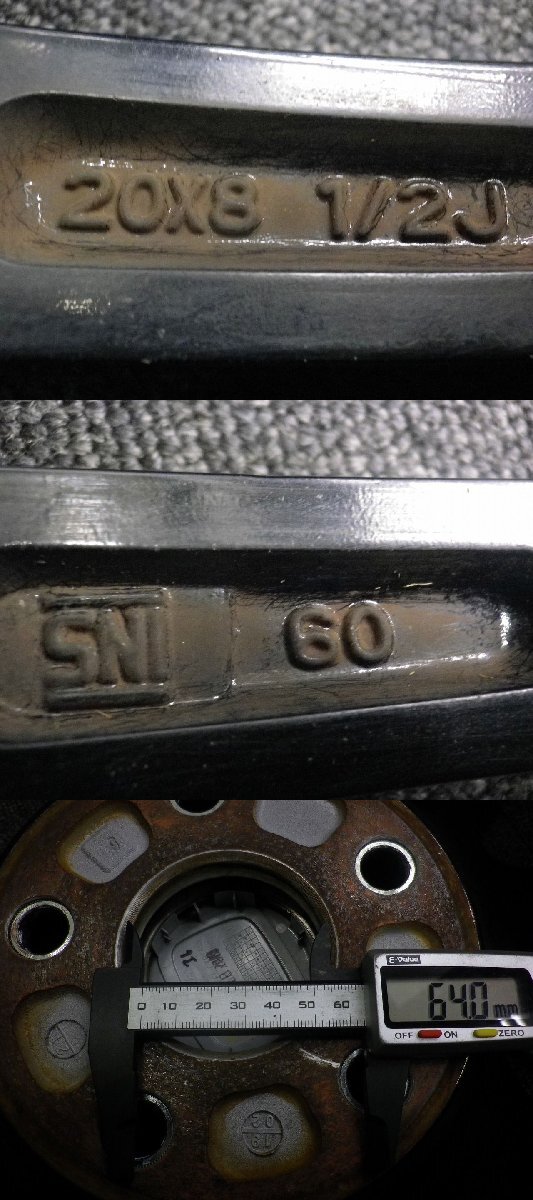 20X8 1/2J
SNI 60
0 10 20 30 40 50 60
E-Value
64.0 mm
OFF ON ZERO